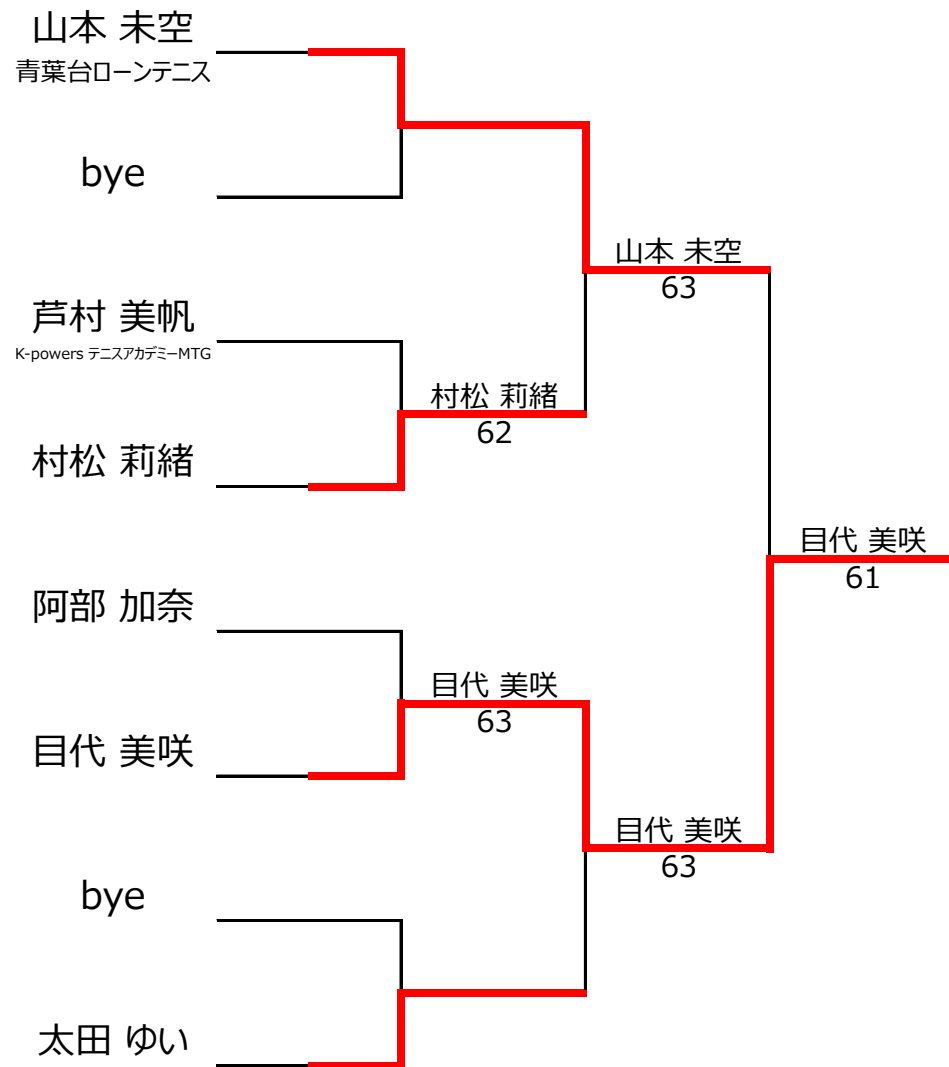 山本 未空
青葉台ローンテニス
bye
山本 未空
63
芦村 美帆
K-powers テニスアカデミーMTG
村松 莉緒
62
村松 莉緒
目代 美咲
61
阿部 加奈
目代 美咲
63
目代 美咲
目代 美咲
63
bye
太田 ゆい